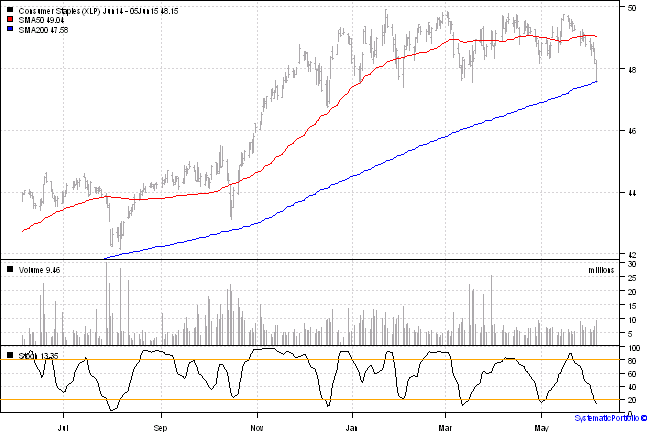 Consumer Staples (XLP) Jun14 - 05Jun15 48.15
SMA50 49.04
SMA200 47.58
50
48
46
44
42
Volume 9.46
millions
30
25
20
15
10
5
Stoch 13.35
100
80
60
40
20
0
Jul
Sep
Nov
Jan
Mar
May
SystematicPortfolio ©